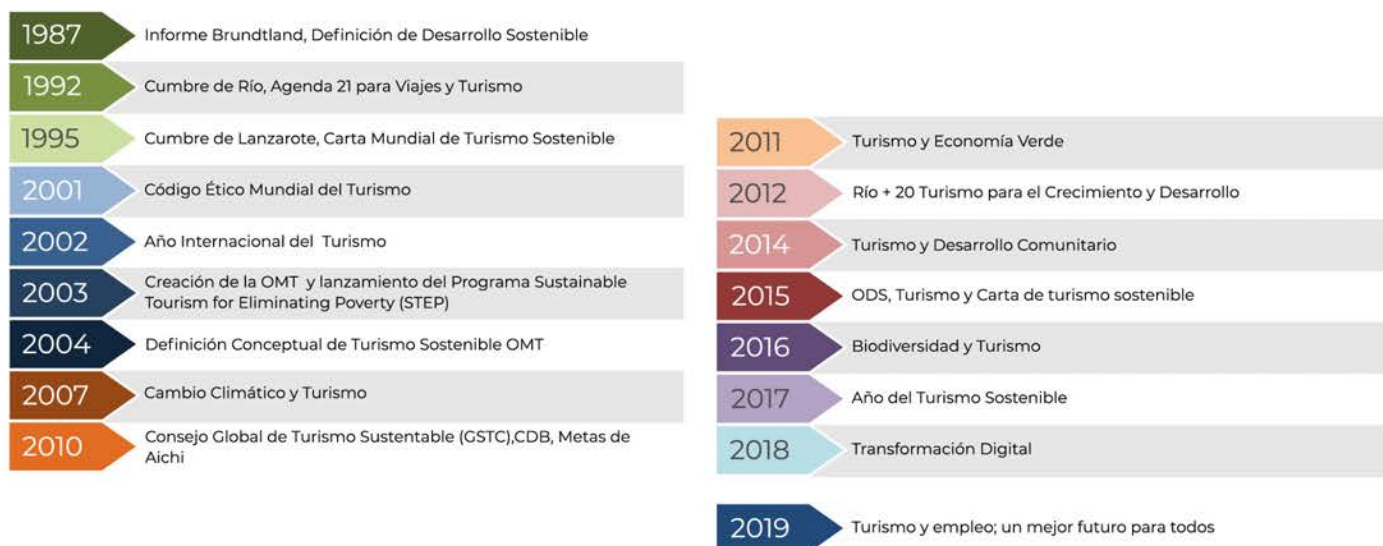 1987
Informe Brundtland, Definición de Desarrollo Sostenible
1992
Cumbre de Río, Agenda 21 para Viajes y Turismo
1995
Cumbre de Lanzarote, Carta Mundial de Turismo Sostenible
2001
Código Ético Mundial del Turismo
2002
Año Internacional del Turismo
2003
Creación de la OMT y lanzamiento del Programa Sustainable
Tourism for Eliminating Poverty (STEP)
2004
Definición Conceptual de Turismo Sostenible OMT
2007
Cambio Climático y Turismo
2010
Consejo Global de Turismo Sustentable (GSTC),CDB, Metas de
Aichi
2011
Turismo y Economía Verde
2012
Río + 20 Turismo para el Crecimiento y Desarrollo
2014
Turismo y Desarrollo Comunitario
2015
ODS, Turismo y Carta de turismo sostenible
2016
Biodiversidad y Turismo
2017
Año del Turismo Sostenible
2018
Transformación Digital
2019
Turismo y empleo; un mejor futuro para todos